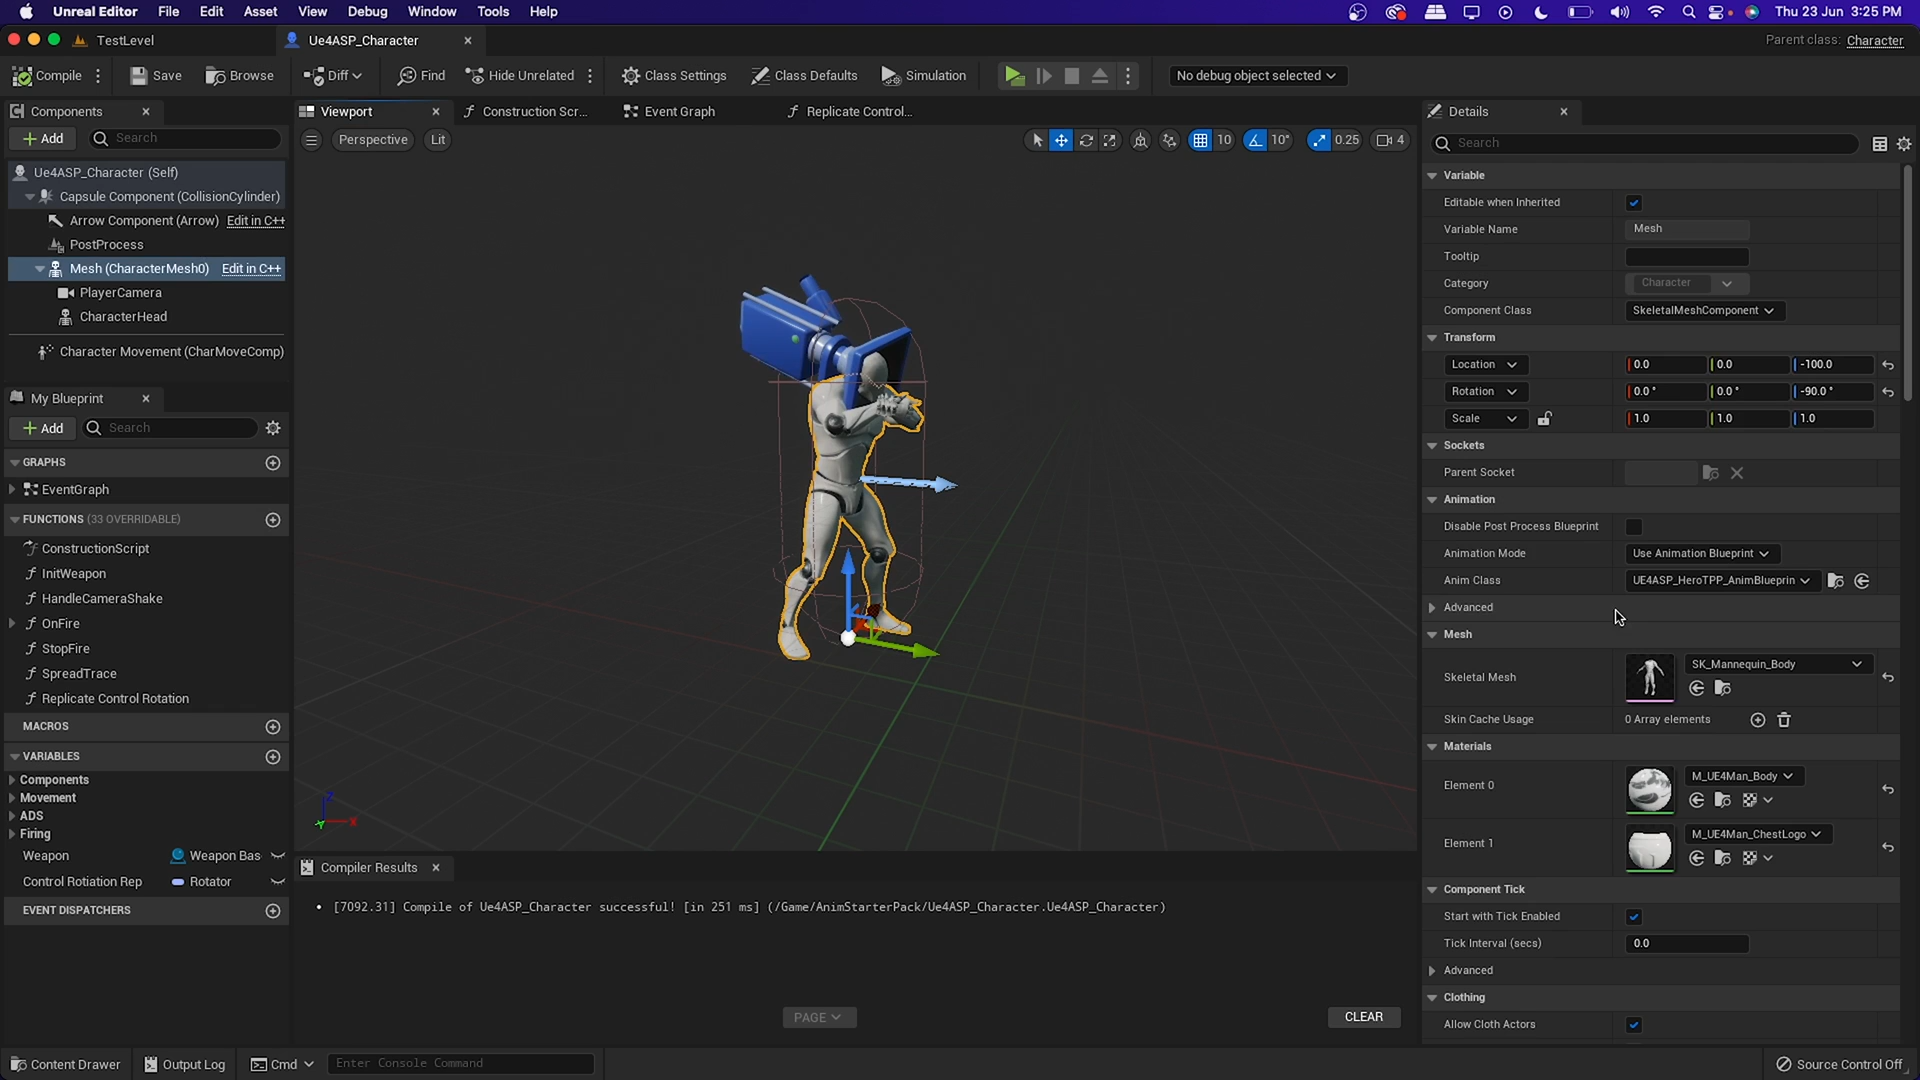 Unreal Editor File Edit Asset View Debug Window Tools Help Thu 23 Jun 3:25 PM
TestLevel Ue4ASP_Character Parent class: Character
Compile Save Browse Diff Find Hide Unrelated Class Settings Class Defaults Simulation No debug object selected
Components
Add Search
Ue4ASP_Character (Self)
Capsule Component (CollisionCylinder)
Arrow Component (Arrow) Edit in C++
PostProcess
Mesh (CharacterMesh0) Edit in C++
PlayerCamera
CharacterHead
Character Movement (CharMoveComp)
My Blueprint
Add Search
GRAPHS
EventGraph
FUNCTIONS (33 OVERRIDABLE)
ConstructionScript
InitWeapon
HandleCameraShake
OnFire
StopFire
SpreadTrace
Replicate Control Rotation
MACROS
VARIABLES
Components
Movement
ADS
Firing
Weapon Weapon Bas
Control Rotiation Rep Rotator
EVENT DISPATCHERS
Viewport Construction Scr... Event Graph Replicate Control...
Perspective Lit 10 10° 0.25 4
Z
X
Y
Compiler Results
• [7092.31] Compile of Ue4ASP_Character successful! [in 251 ms] (/Game/AnimStarterPack/Ue4ASP_Character.Ue4ASP_Character)
PAGE CLEAR
Details
Search
Variable
Editable when Inherited
Variable Name Mesh
Tooltip
Category Character
Component Class SkeletalMeshComponent
Transform
Location 0.0 0.0 -100.0
Rotation 0.0 ° 0.0 ° -90.0 °
Scale 1.0 1.0 1.0
Sockets
Parent Socket
Animation
Disable Post Process Blueprint
Animation Mode Use Animation Blueprint
Anim Class UE4ASP_HeroTPP_AnimBlueprin
Advanced
Mesh
Skeletal Mesh SK_Mannequin_Body
Skin Cache Usage 0 Array elements
Materials
Element 0 M_UE4Man_Body
Element 1 M_UE4Man_ChestLogo
Component Tick
Start with Tick Enabled
Tick Interval (secs) 0.0
Advanced
Clothing
Allow Cloth Actors
Content Drawer Output Log Cmd Enter Console Command Source Control Off